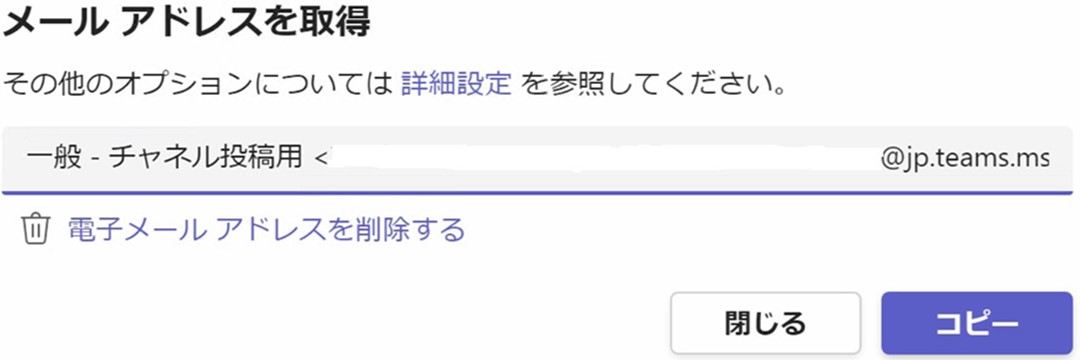 メール アドレスを取得
その他のオプションについては 詳細設定 を参照してください。
一般 - チャネル投稿用 < @jp.teams.ms
電子メール アドレスを削除する
閉じる
コピー